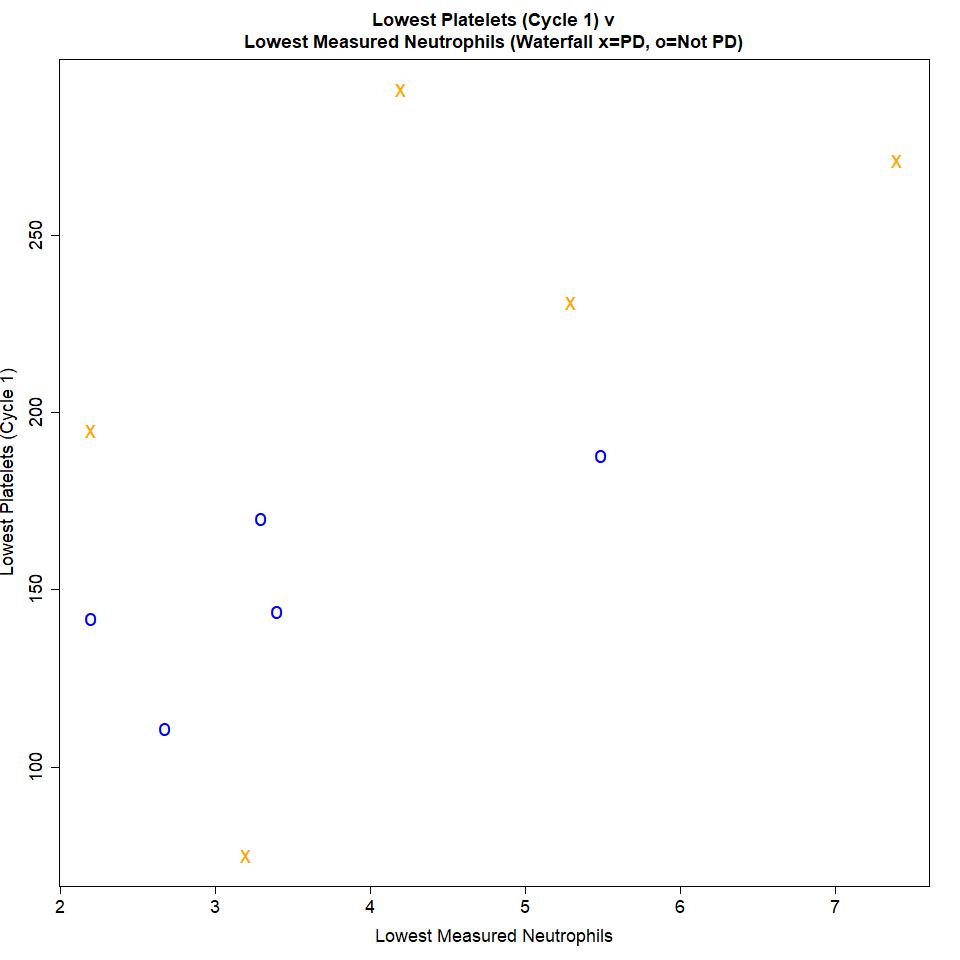 Lowest Platelets (Cycle 1) v
Lowest Measured Neutrophils (Waterfall x=PD, o=Not PD)
Lowest Platelets (Cycle 1)
250
200
150
100
x
x
x
x
o
o
o
o
o
x
2 3 4 5 6 7
Lowest Measured Neutrophils